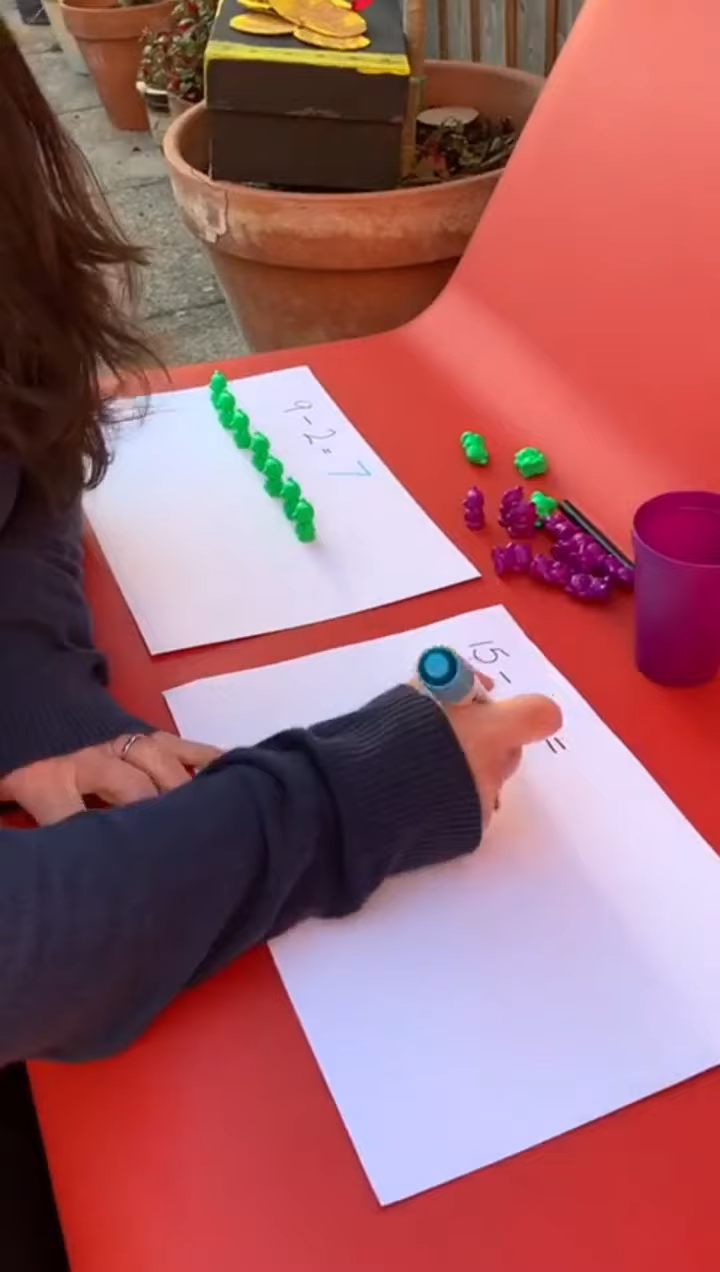 9-2=7
15- =